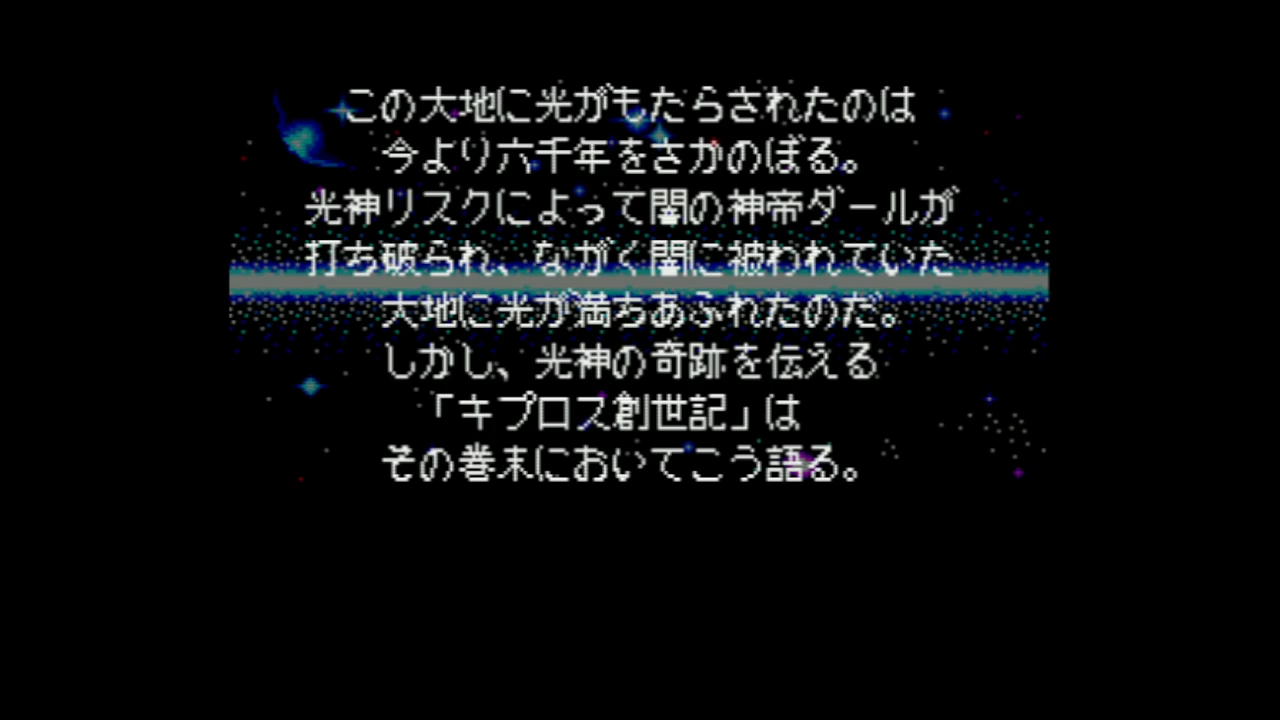 この大地に光がもたらされたのは
今より六千年をさかのぼる。
光神リスクによって闇の神帝ダールが
打ち破られ、ながく闇に被われていた
大地に光が満ちあふれたのだ。
しかし、光神の奇跡を伝える
「キプロス創世記」は
その巻末においてこう語る。